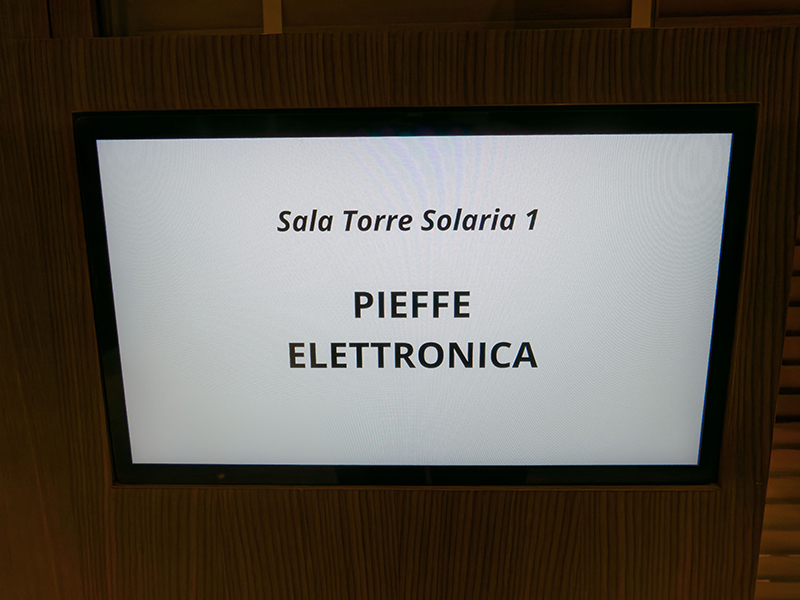 Sala Torre Solaria 1
PIEFFE
ELETTRONICA